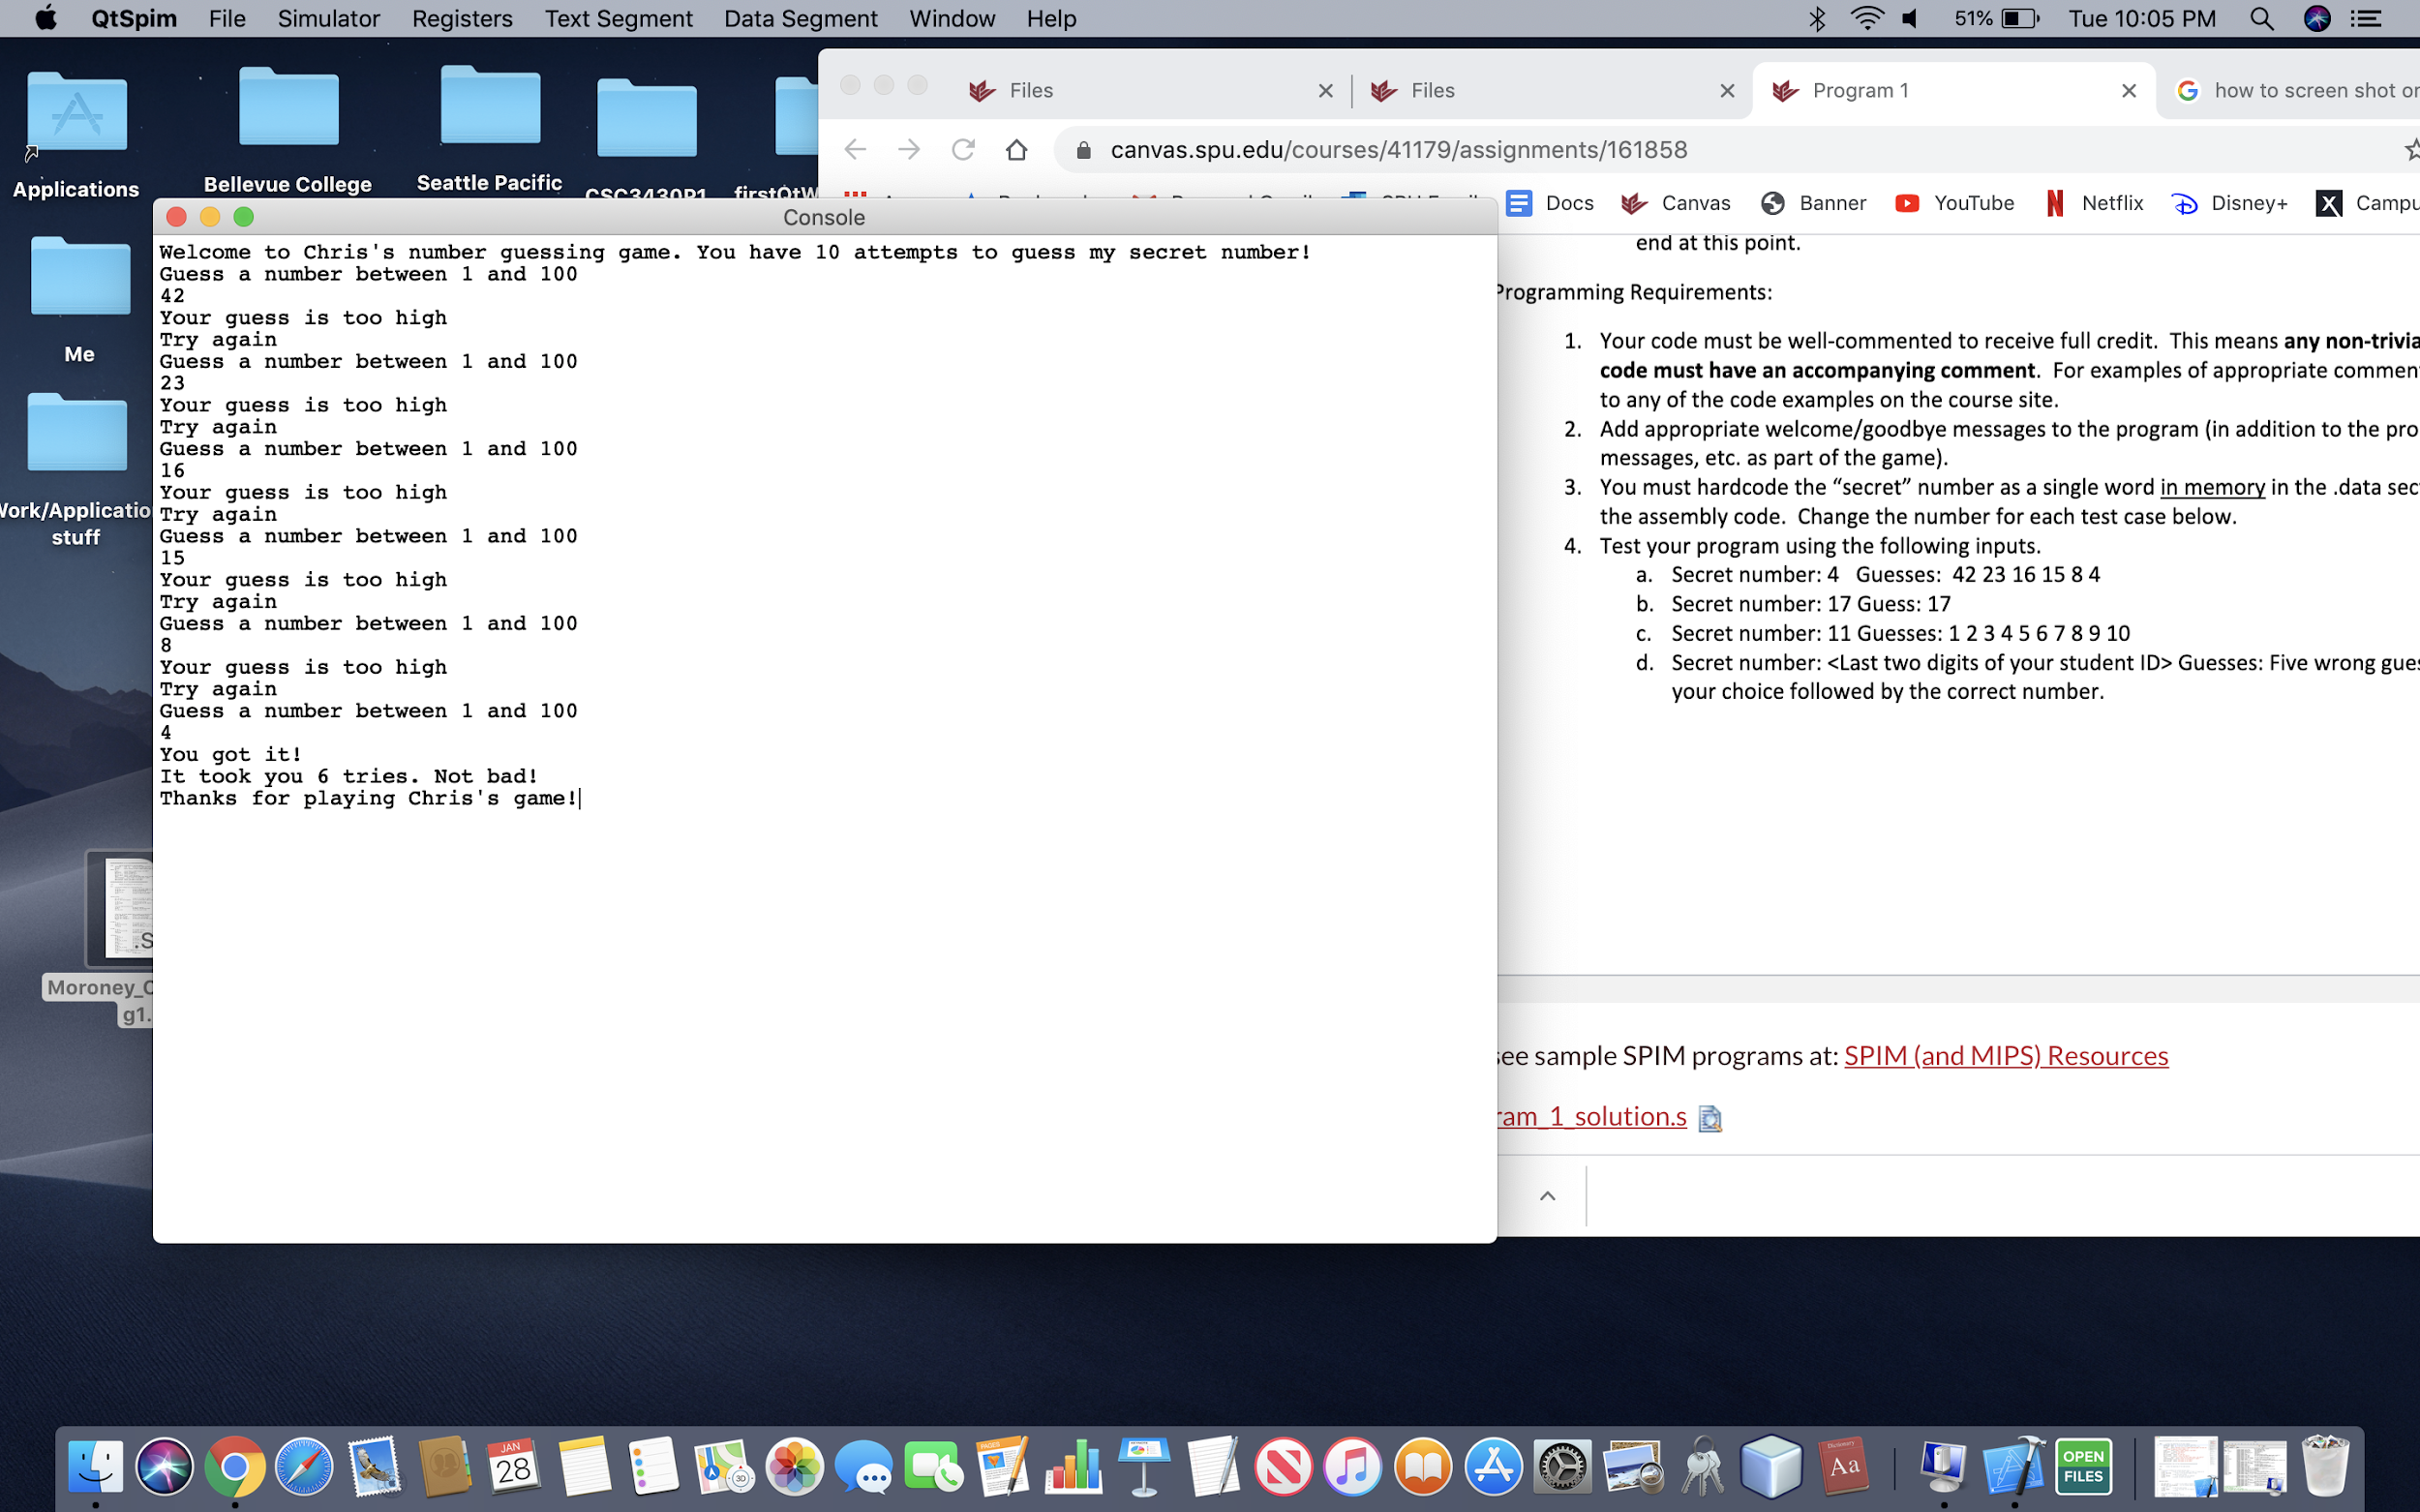 QtSpim File Simulator Registers Text Segment Data Segment Window Help 51% Tue 10:05 PM
Files Files Program 1 how to screen shot
canvas.spu.edu/courses/41179/assignments/161858
Applications Bellevue College Seattle Pacific CSC3430P1
Docs Canvas Banner YouTube Netflix Disney+
Me
stuff
g1.
Console
Welcome to Chris's number guessing game. You have 10 attempts to guess my secret number!
Guess a number between 1 and 100
42
Your guess is too high
Try again
Guess a number between 1 and 100
23
Your guess is too high
Try again
Guess a number between 1 and 100
16
Your guess is too high
Try again
Guess a number between 1 and 100
15
Your guess is too high
Try again
Guess a number between 1 and 100
8
Your guess is too high
Try again
Guess a number between 1 and 100
4
You got it!
It took you 6 tries. Not bad!
Thanks for playing Chris's game!
end at this point.
Programming Requirements:
1. Your code must be well-commented to receive full credit. This means any
code must have an accompanying comment. For examples of appropriate
to any of the code examples on the course site.
2. Add appropriate welcome/goodbye messages to the program (in addition to the
messages, etc. as part of the game).
3. You must hardcode the “secret” number as a single word in memory in the .data
the assembly code. Change the number for each test case below.
4. Test your program using the following inputs.
a. Secret number: 4 Guesses: 42 23 16 15 8 4
b. Secret number: 17 Guess: 17
c. Secret number: 11 Guesses: 1 2 3 4 5 6 7 8 9 10
d. Secret number: <Last two digits of your student ID> Guesses: Five wrong
your choice followed by the correct number.
see sample SPIM programs at: SPIM (and MIPS) Resources
ram_1_solution.s
JAN
28
3D
PAGES
Dictionary
Aa
OPEN
FILES